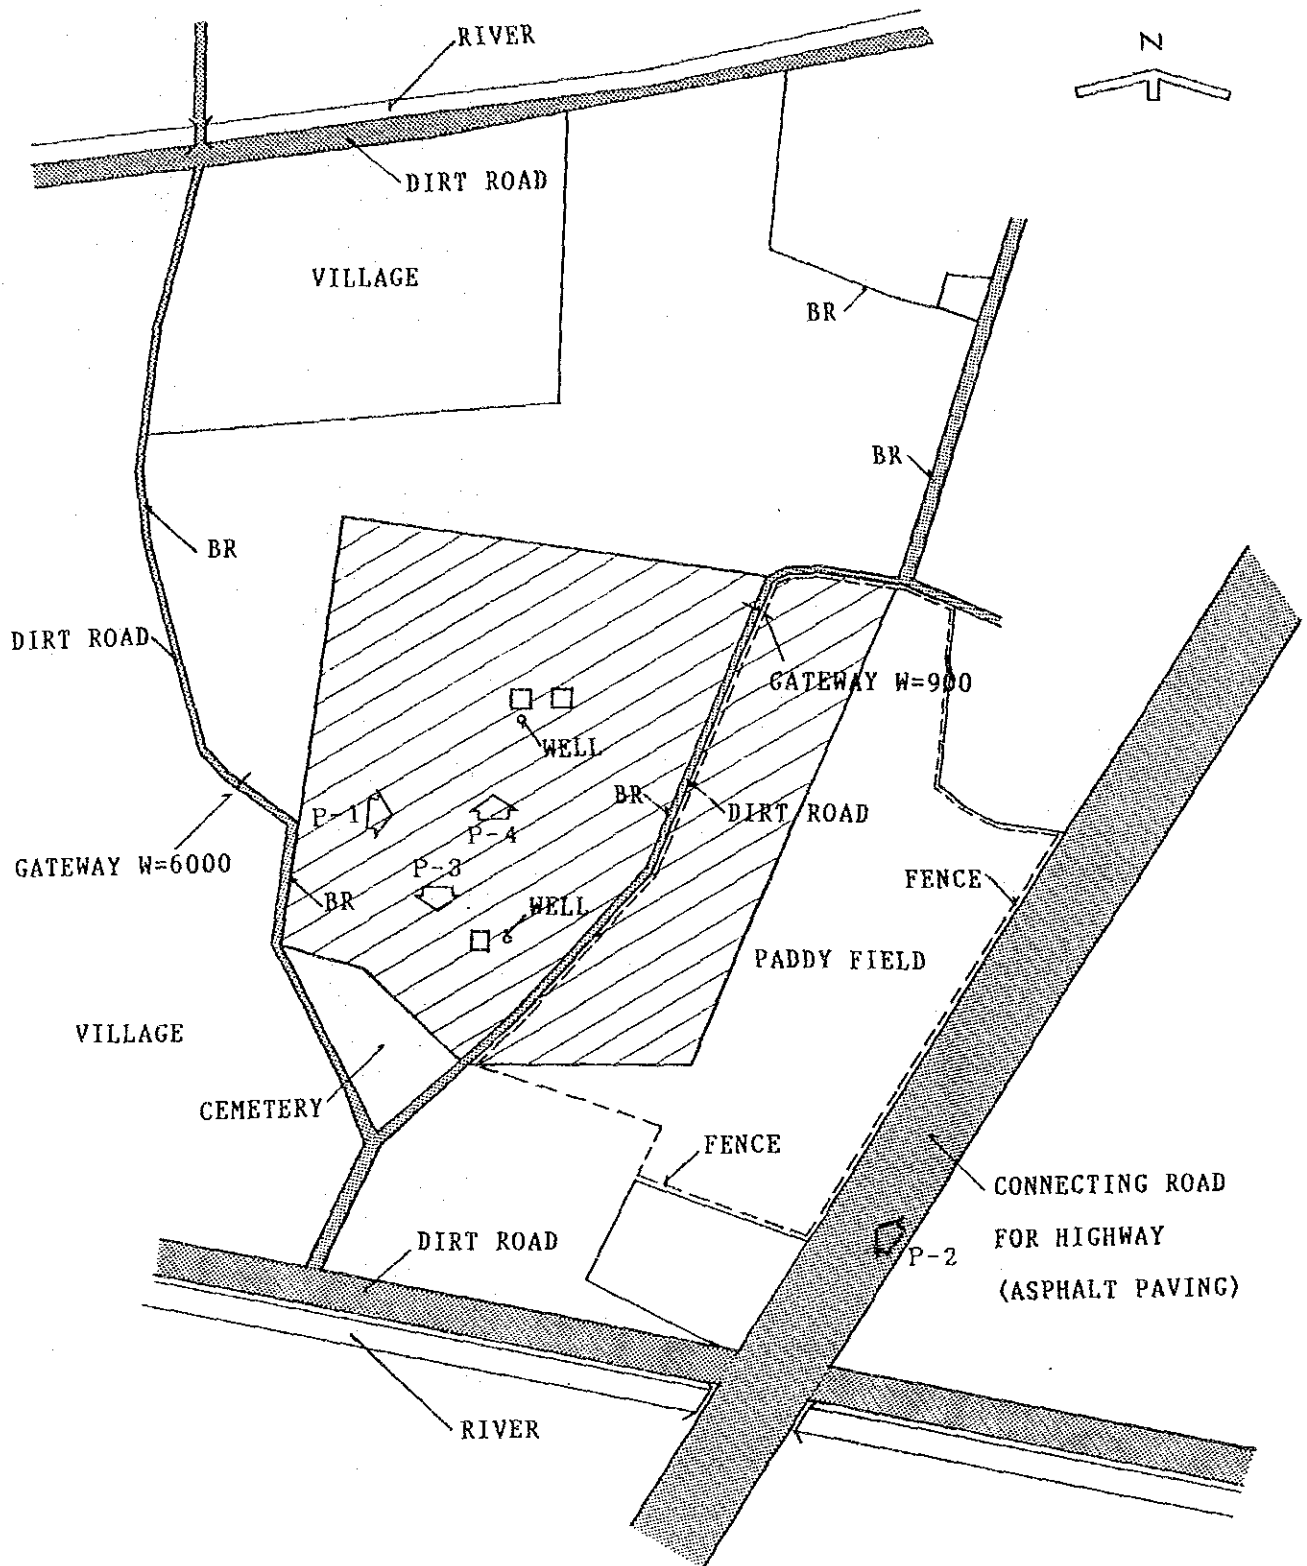 RIVER
N
DIRT ROAD
VILLAGE
BR
BR
BR
DIRT ROAD
GATEWAY W=900
WELL
BR
DIRT ROAD
P-1
P-4
GATEWAY W=6000
P-3
FENCE
BR
WELL
PADDY FIELD
VILLAGE
CEMETERY
FENCE
CONNECTING ROAD
FOR HIGHWAY
(ASPHALT PAVING)
DIRT ROAD
P-2
RIVER